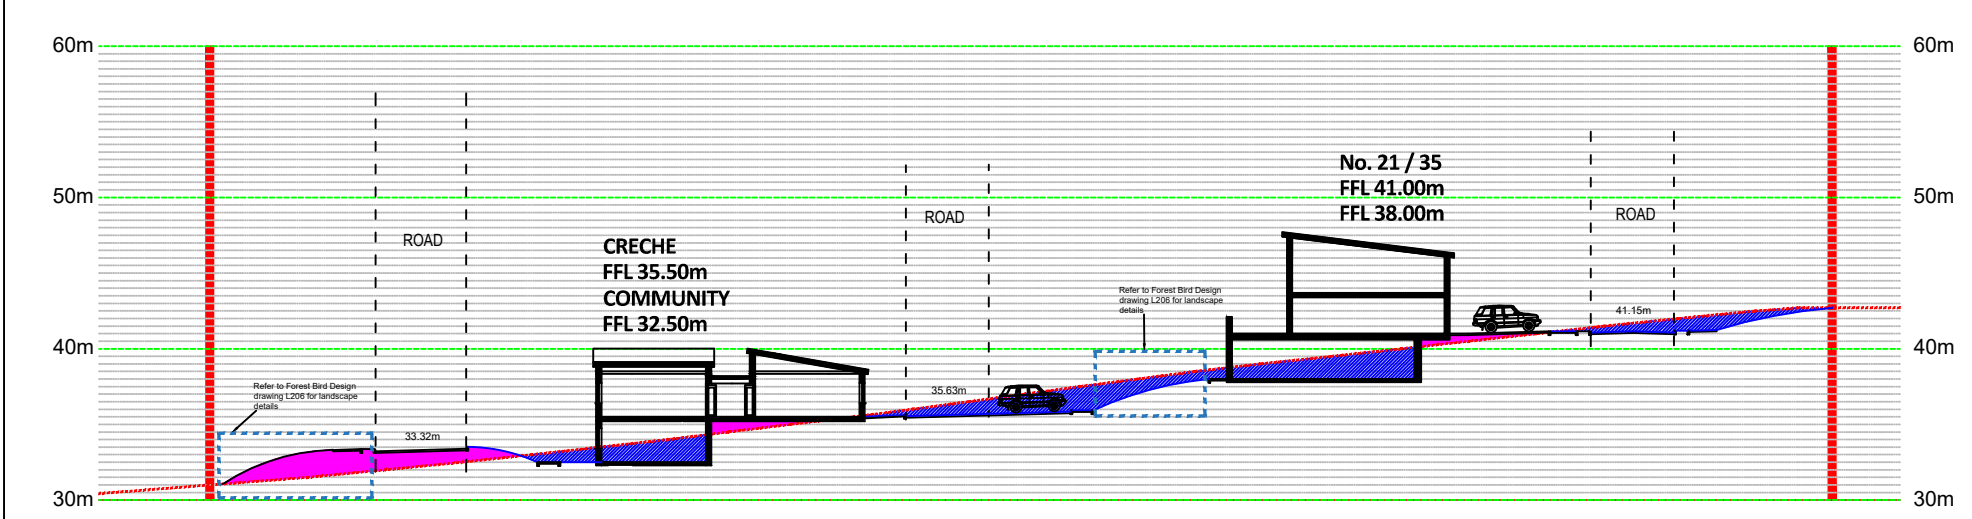 60m
60m
No. 21 / 35
FFL 41.00m
FFL 38.00m
50m
50m
ROAD
ROAD
ROAD
CRECHE
FFL 35.50m
COMMUNITY
FFL 32.50m
Refer to Forest Bird Design
drawing L206 for landscape
details
41.15m
40m
40m
Refer to Forest Bird Design
drawing L206 for landscape
details
35.63m
33.32m
30m
30m